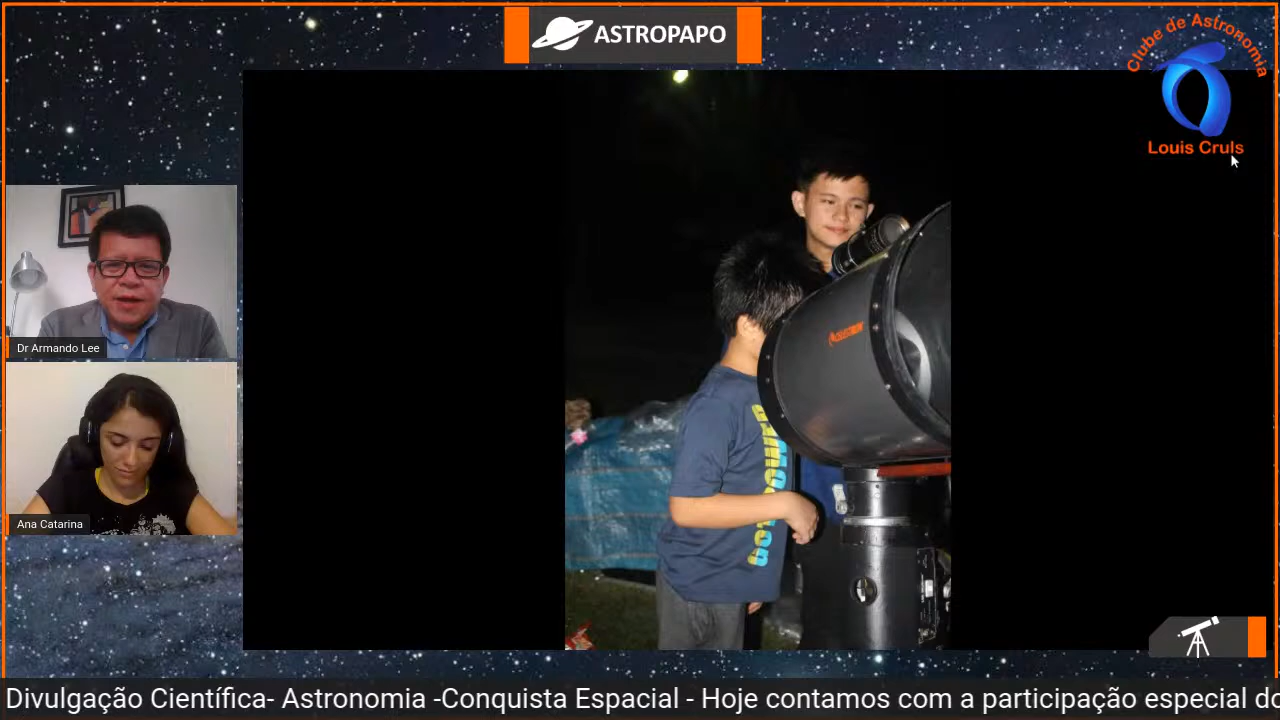 ASTROPAPO
Clube de Astronomia
Louis Cruls
Dr Armando Lee
Ana Catarina
CELESTRON
Divulgação Científica- Astronomia -Conquista Espacial - Hoje contamos com a participação especial do